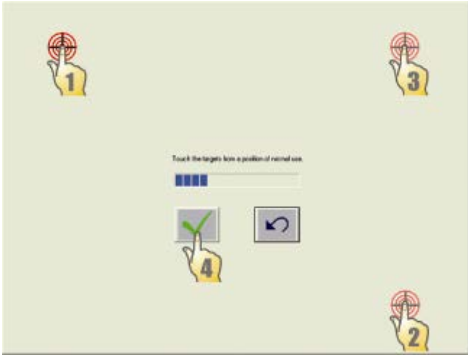 1
3
Touch the targets from a position of normal use.
4
2